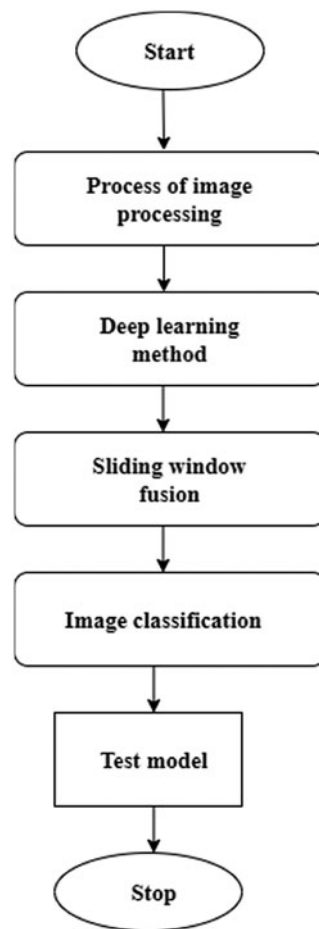 Start
Process of image
processing
Deep learning
method
Sliding window
fusion
Image classification
Test model
Stop